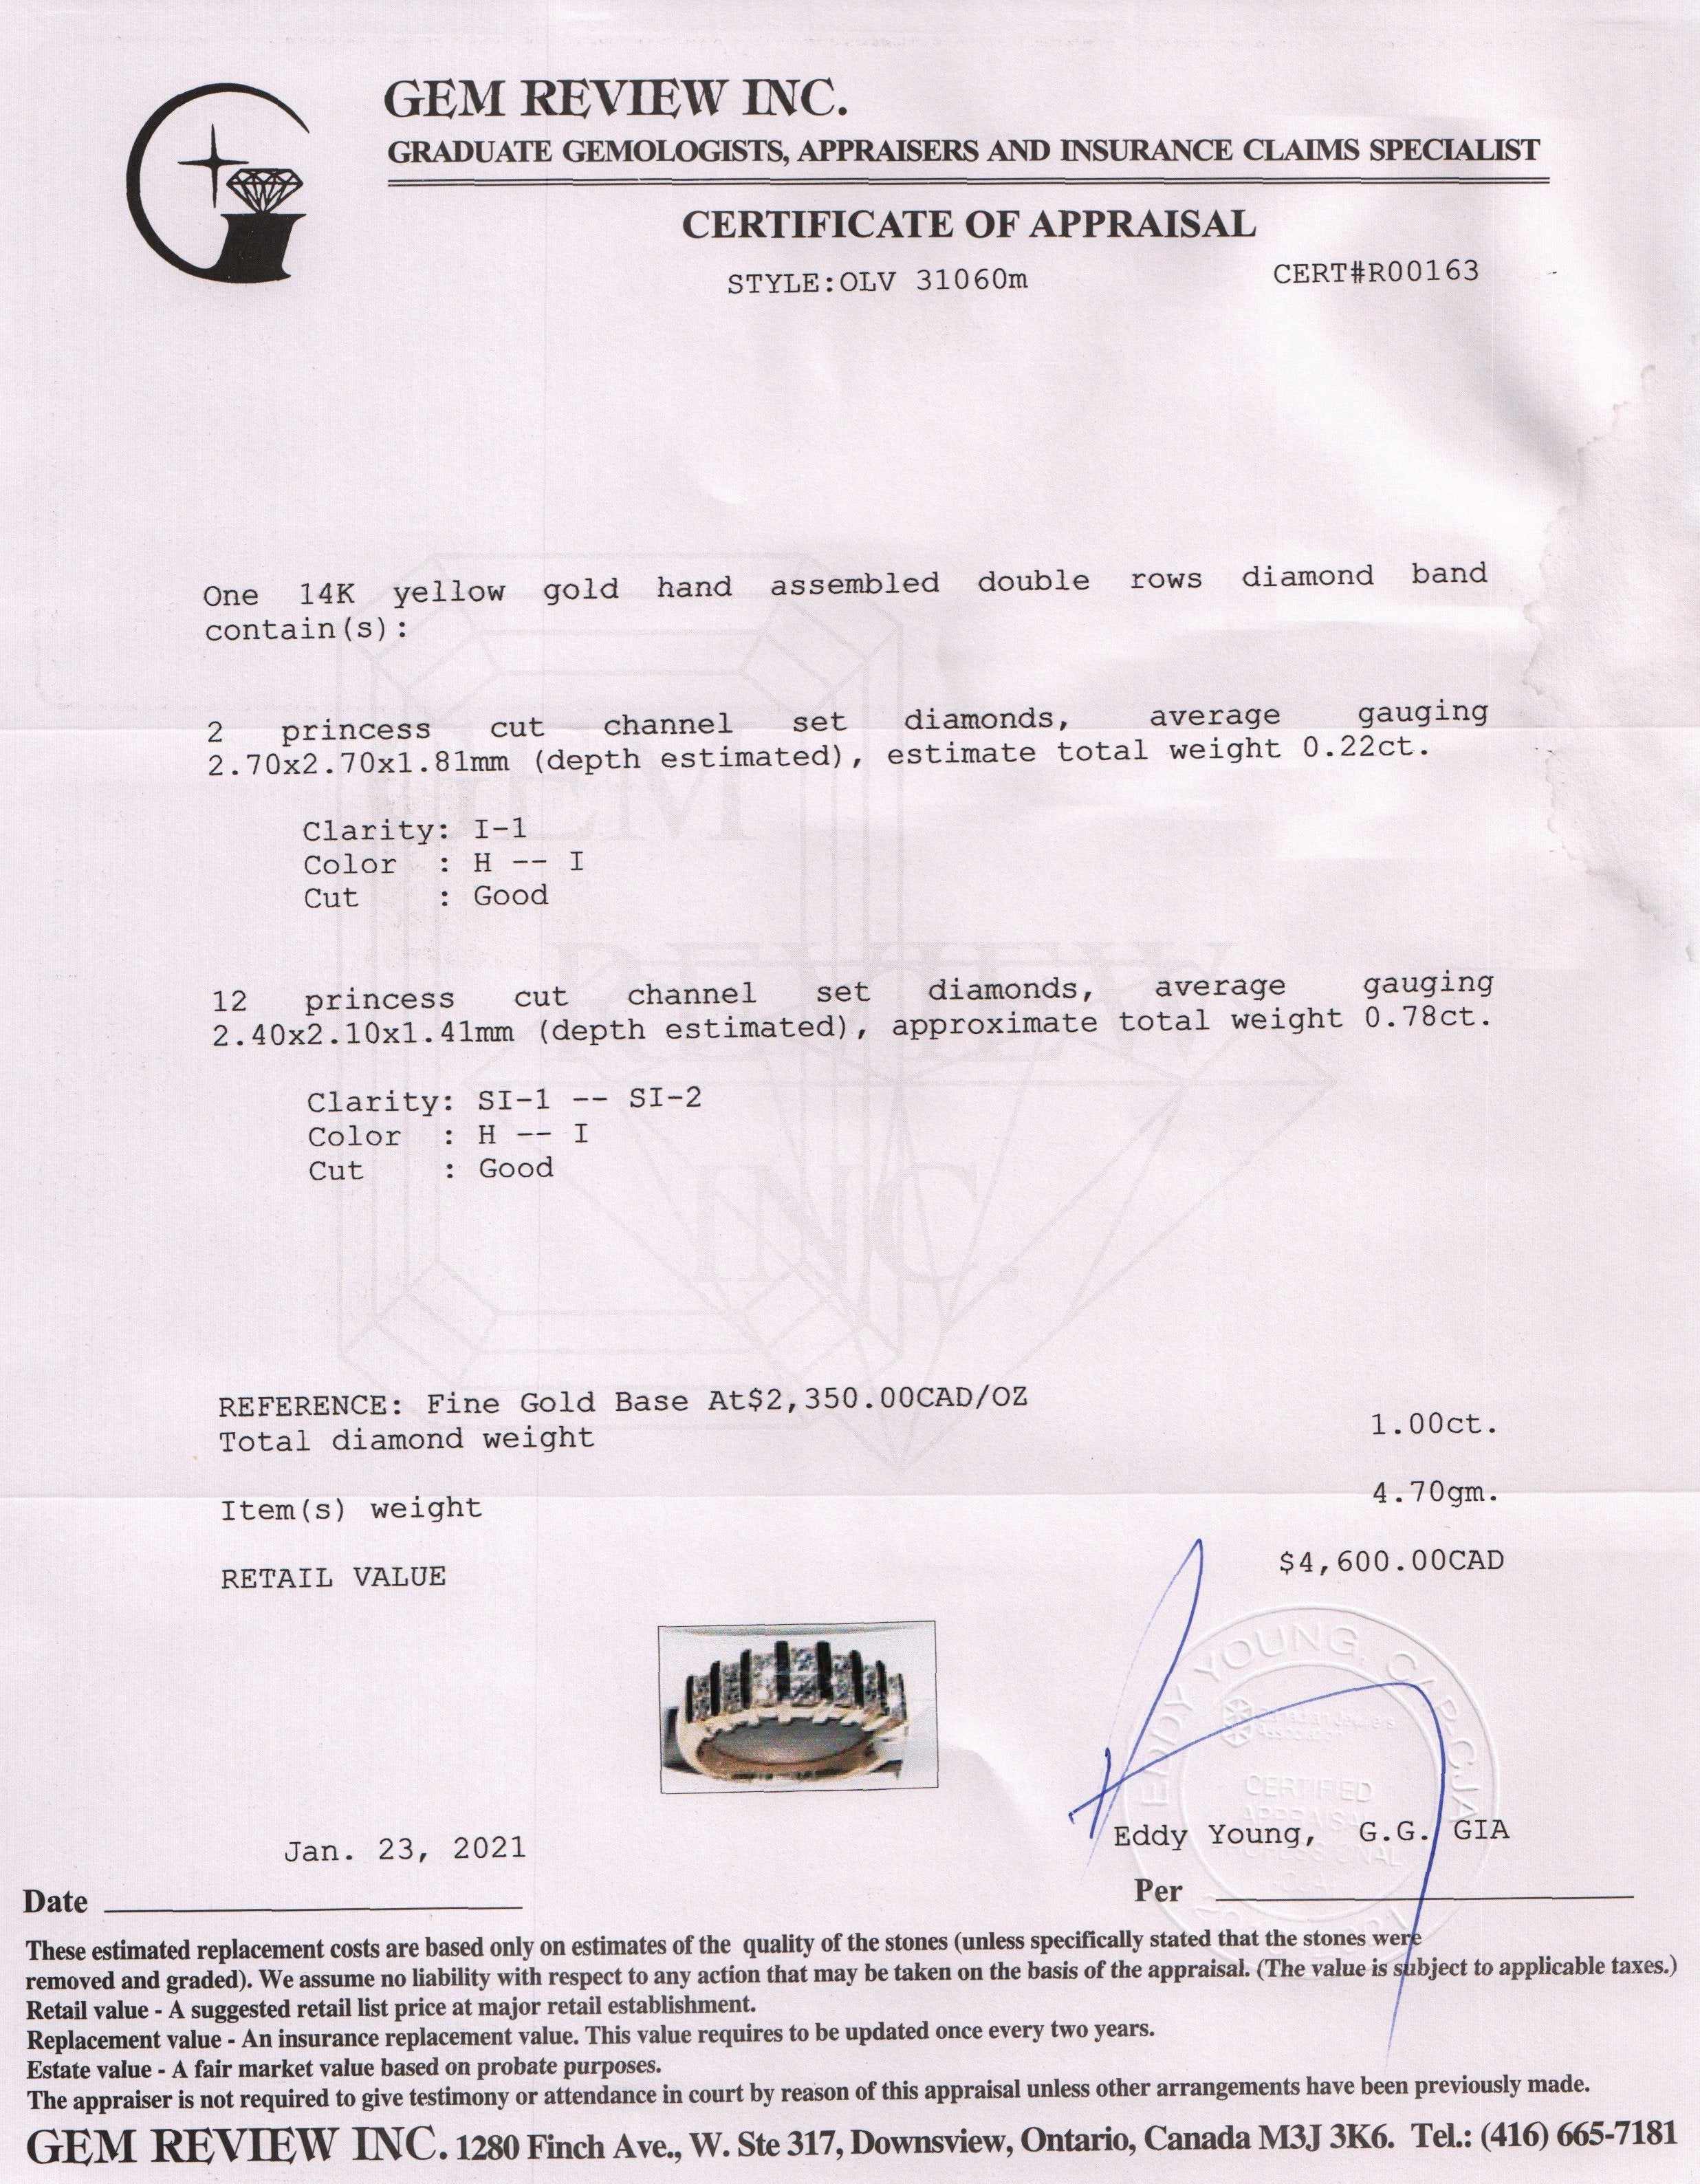 GEM REVIEW INC.
GRADUATE GEMOLOGISTS, APPRAISERS AND INSURANCE CLAIMS SPECIALIST
CERTIFICATE OF APPRAISAL
STYLE:OLV 31060m
CERT#R00163
One 14K yellow gold hand assembled double rows diamond band
contain(s):
2 princess cut channel set diamonds, average gauging
2.70x2.70x1.81mm (depth estimated), estimate total weight 0.22ct.
Clarity: I-1
Color : H -- I
Cut : Good
12 princess cut channel set diamonds, average gauging
2.40x2.10x1.41mm (depth estimated), approximate total weight 0.78ct.
Clarity: SI-1 -- SI-2
Color : H -- I
Cut : Good
GEM
REVIEW
INC.
REFERENCE: Fine Gold Base At$2,350.00CAD/OZ
Total diamond weight 1.00ct.
Item(s) weight 4.70gm.
RETAIL VALUE $4,600.00CAD
EDDY YOUNG, CAP-CJA
CERTIFIED
APPRAISAL
PROFESSIONAL
Eddy Young, G.G. GIA
Jan. 23, 2021
Date
Per
These estimated replacement costs are based only on estimates of the quality of the stones (unless specifically stated that the stones were
removed and graded). We assume no liability with respect to any action that may be taken on the basis of the appraisal. (The value is subject to applicable taxes.)
Retail value - A suggested retail list price at major retail establishment.
Replacement value - An insurance replacement value. This value requires to be updated once every two years.
Estate value - A fair market value based on probate purposes.
The appraiser is not required to give testimony or attendance in court by reason of this appraisal unless other arrangements have been previously made.
GEM REVIEW INC. 1280 Finch Ave., W. Ste 317, Downsview, Ontario, Canada M3J 3K6. Tel.: (416) 665-7181